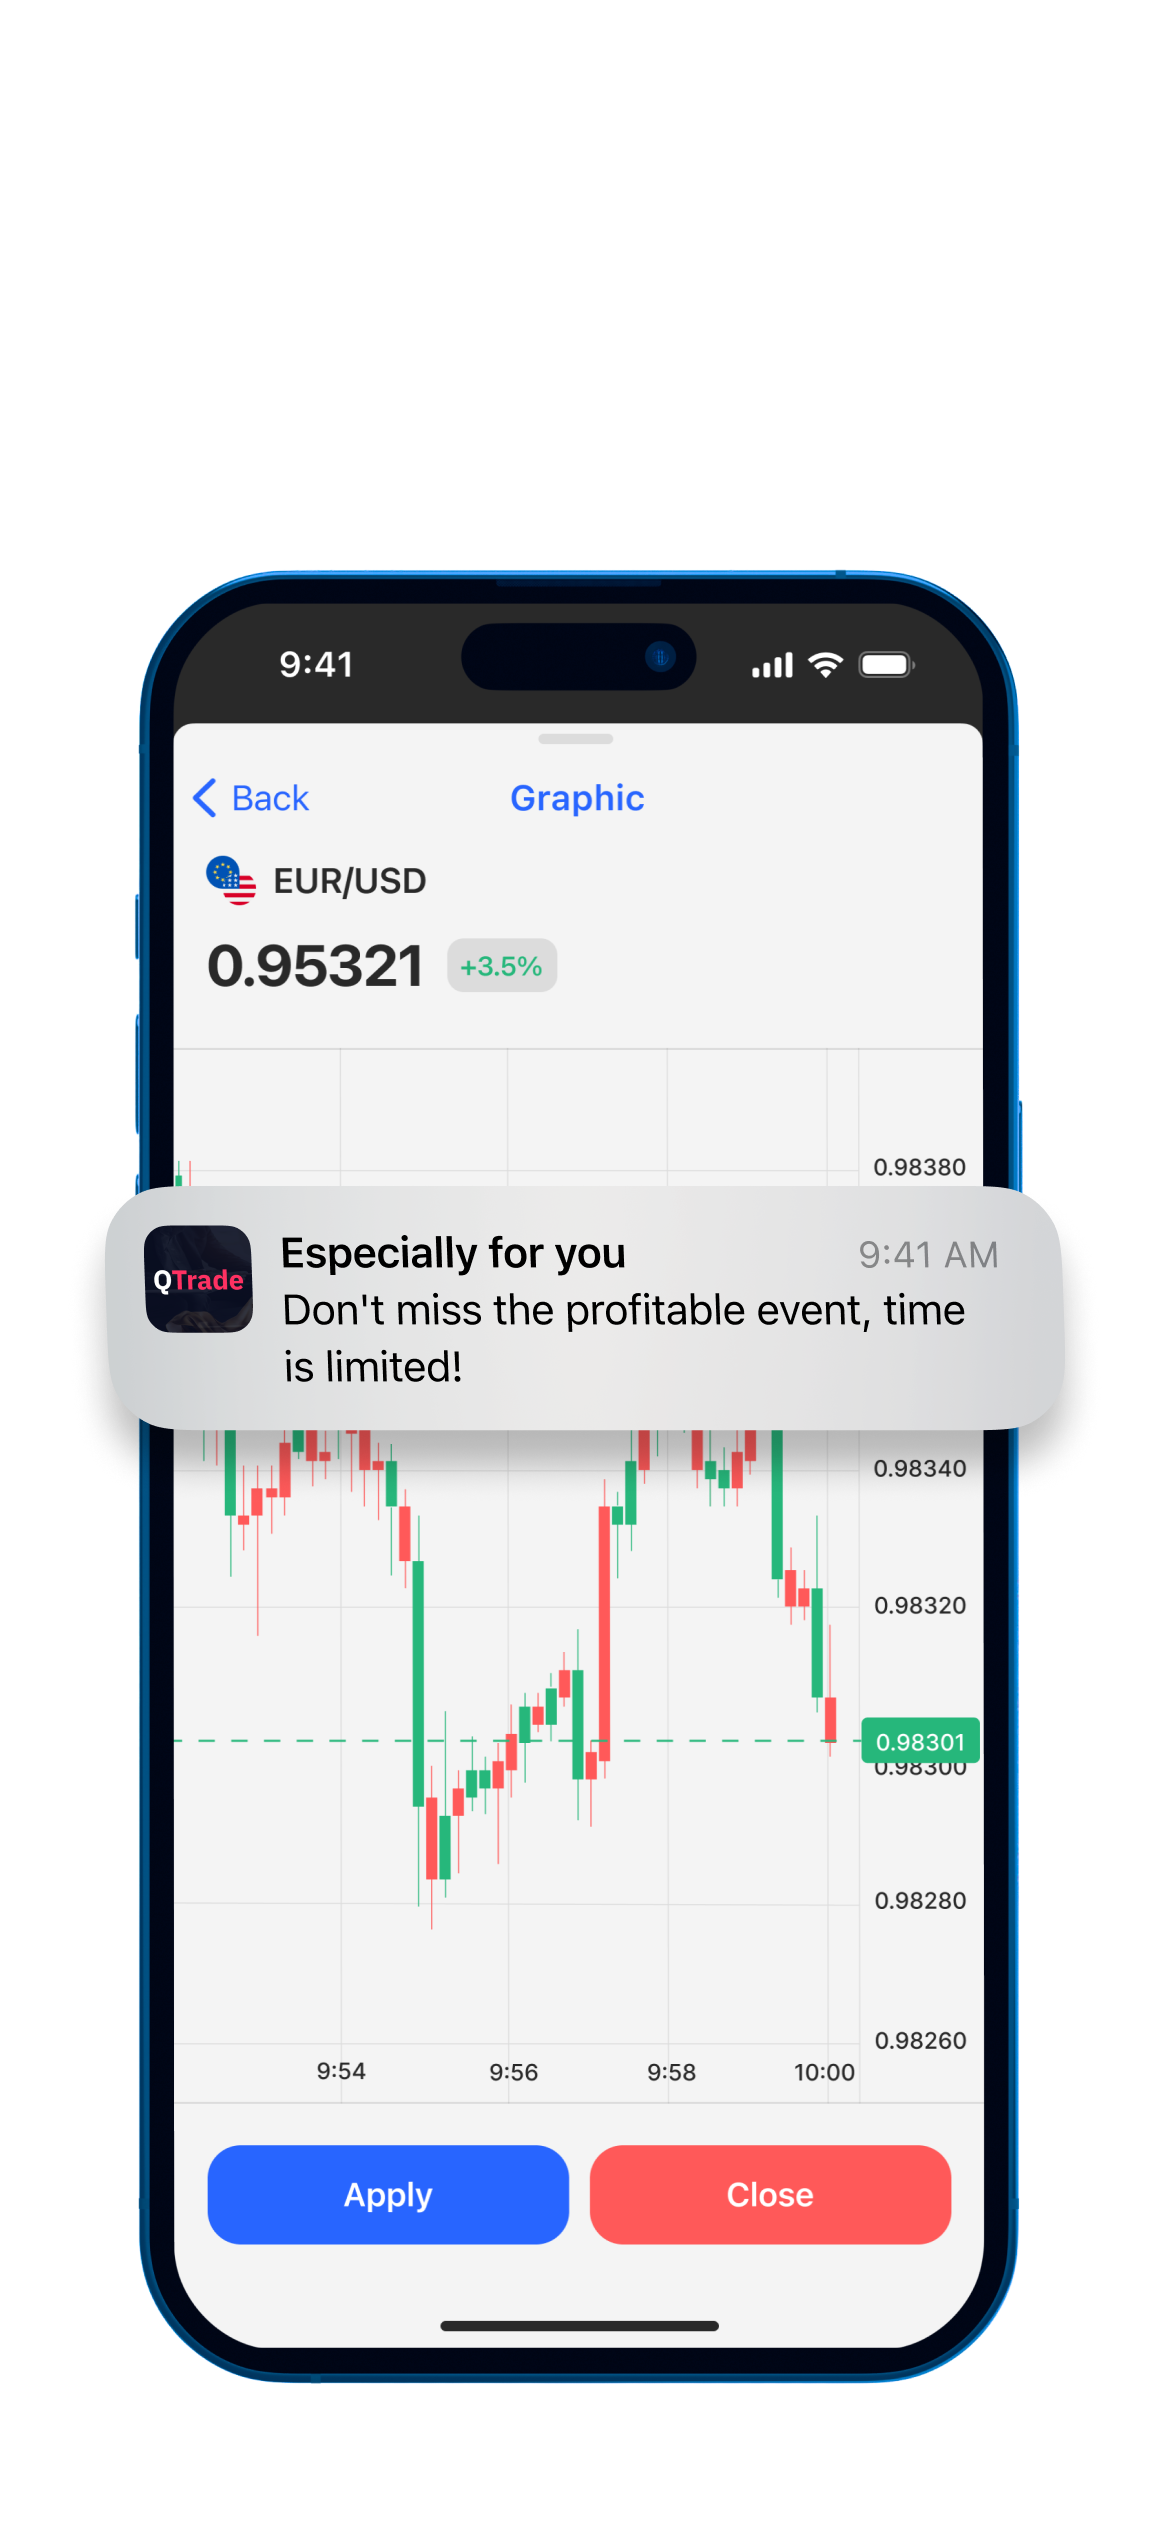 9:41
Back
Graphic
EUR/USD
0.95321
+3.5%
0.98380
QTrade
Especially for you
9:41 AM
Don't miss the profitable event, time
is limited!
0.98340
0.98320
0.98301
0.98300
0.98280
0.98260
9:54
9:56
9:58
10:00
Apply
Close